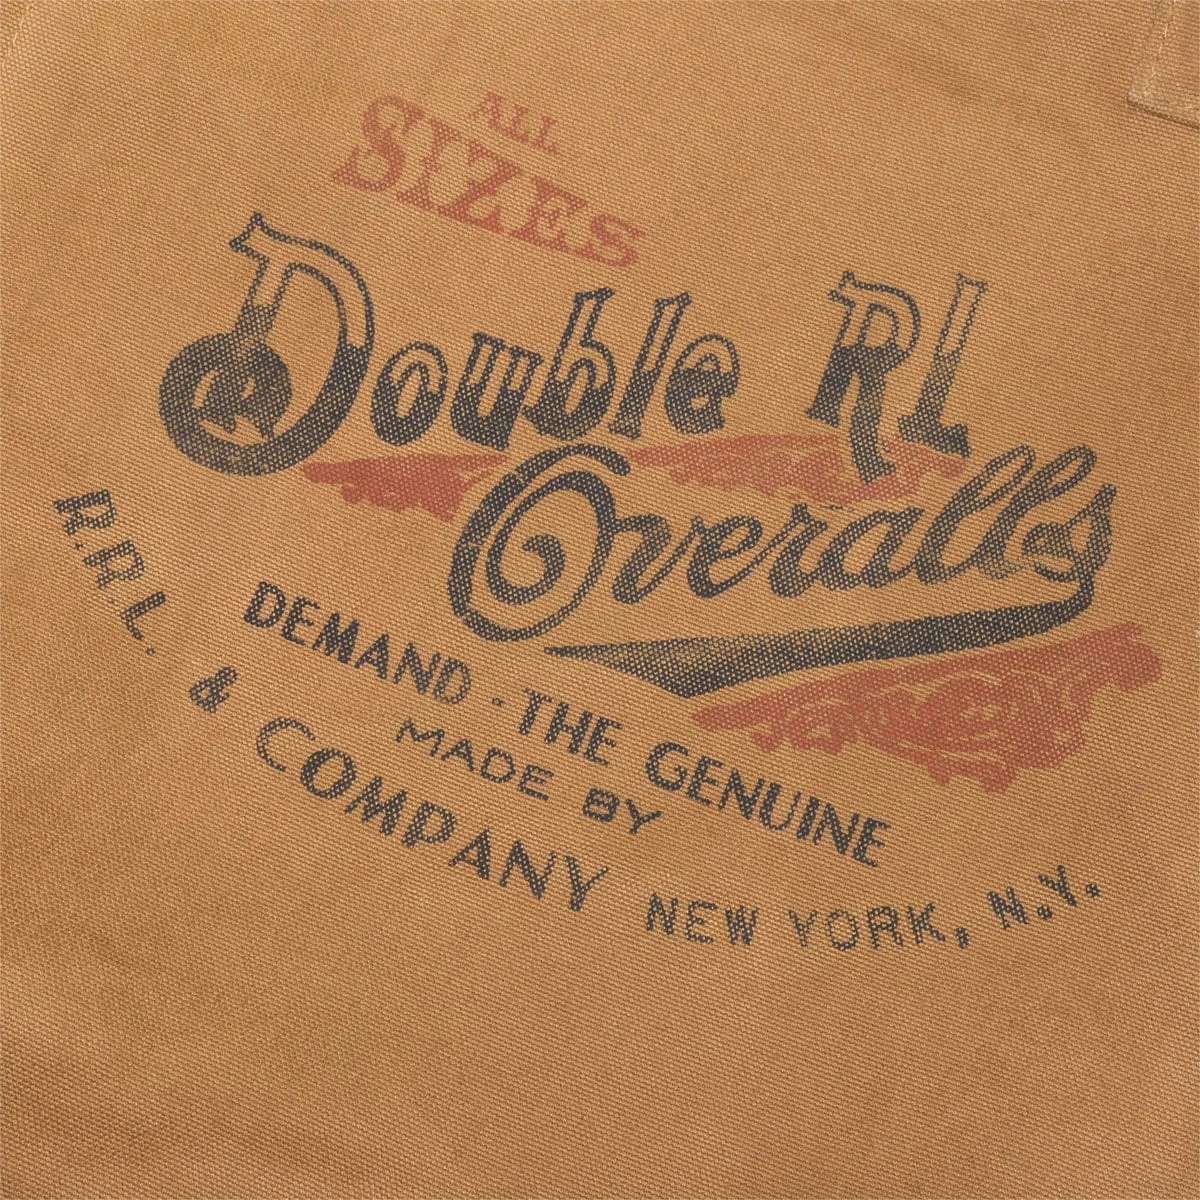 ALL
SIZES
Double RL
Overalls
DEMAND - THE GENUINE
MADE BY
R.R.L. & COMPANY NEW YORK, N.Y.